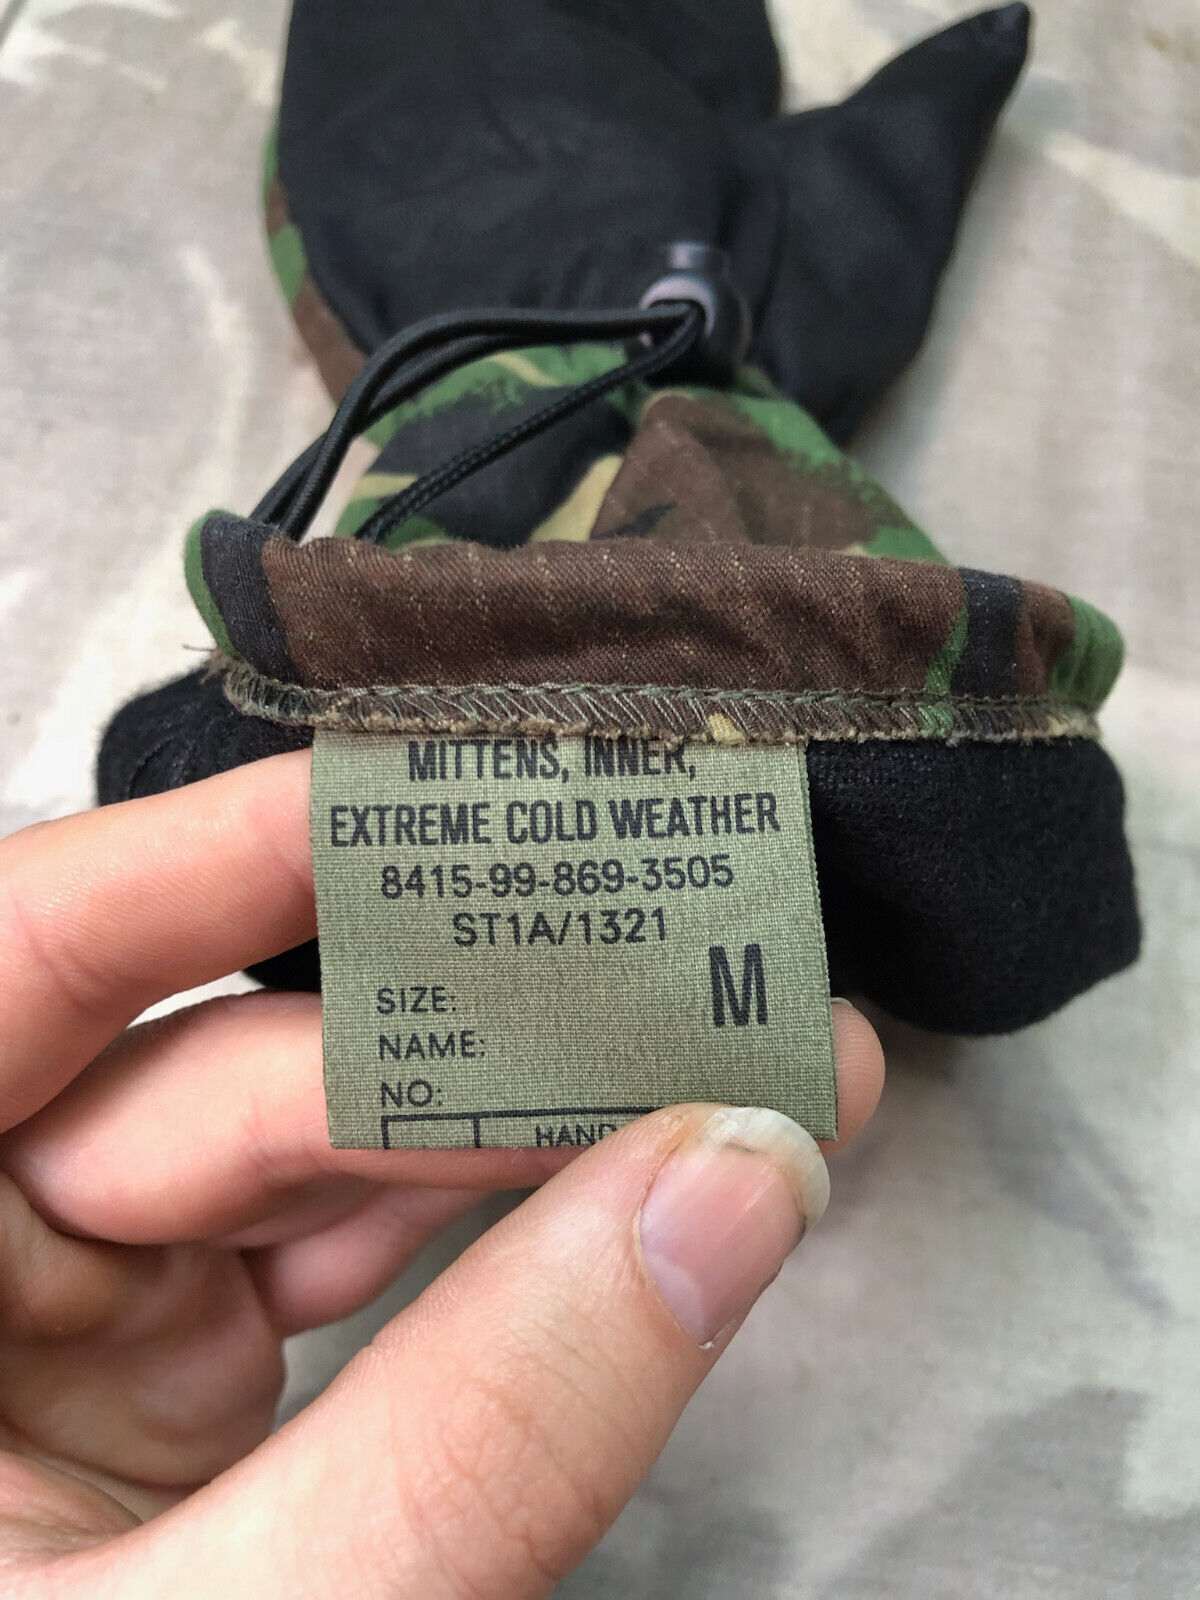 MITTENS, INNER,
EXTREME COLD WEATHER
8415-99-869-3505
ST1A/1321
SIZE: M
NAME:
NO: